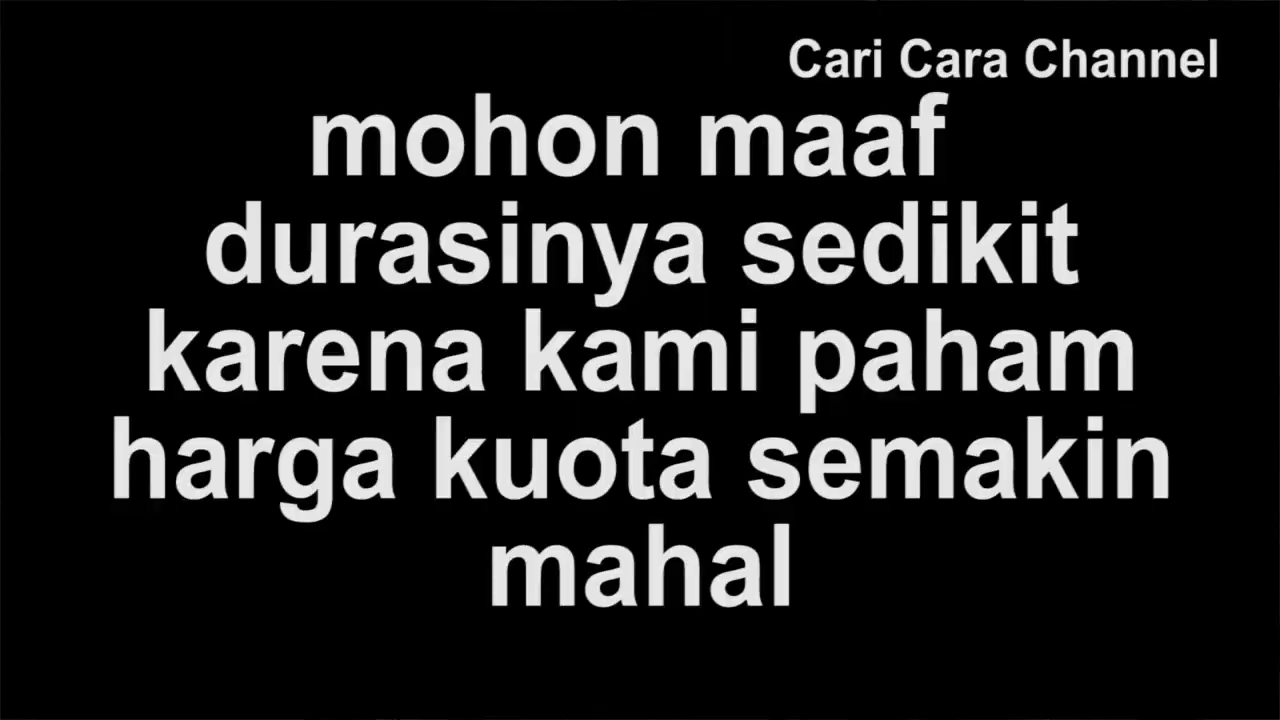 Cari Cara Channel
mohon maaf
durasinya sedikit
karena kami paham
harga kuota semakin
mahal